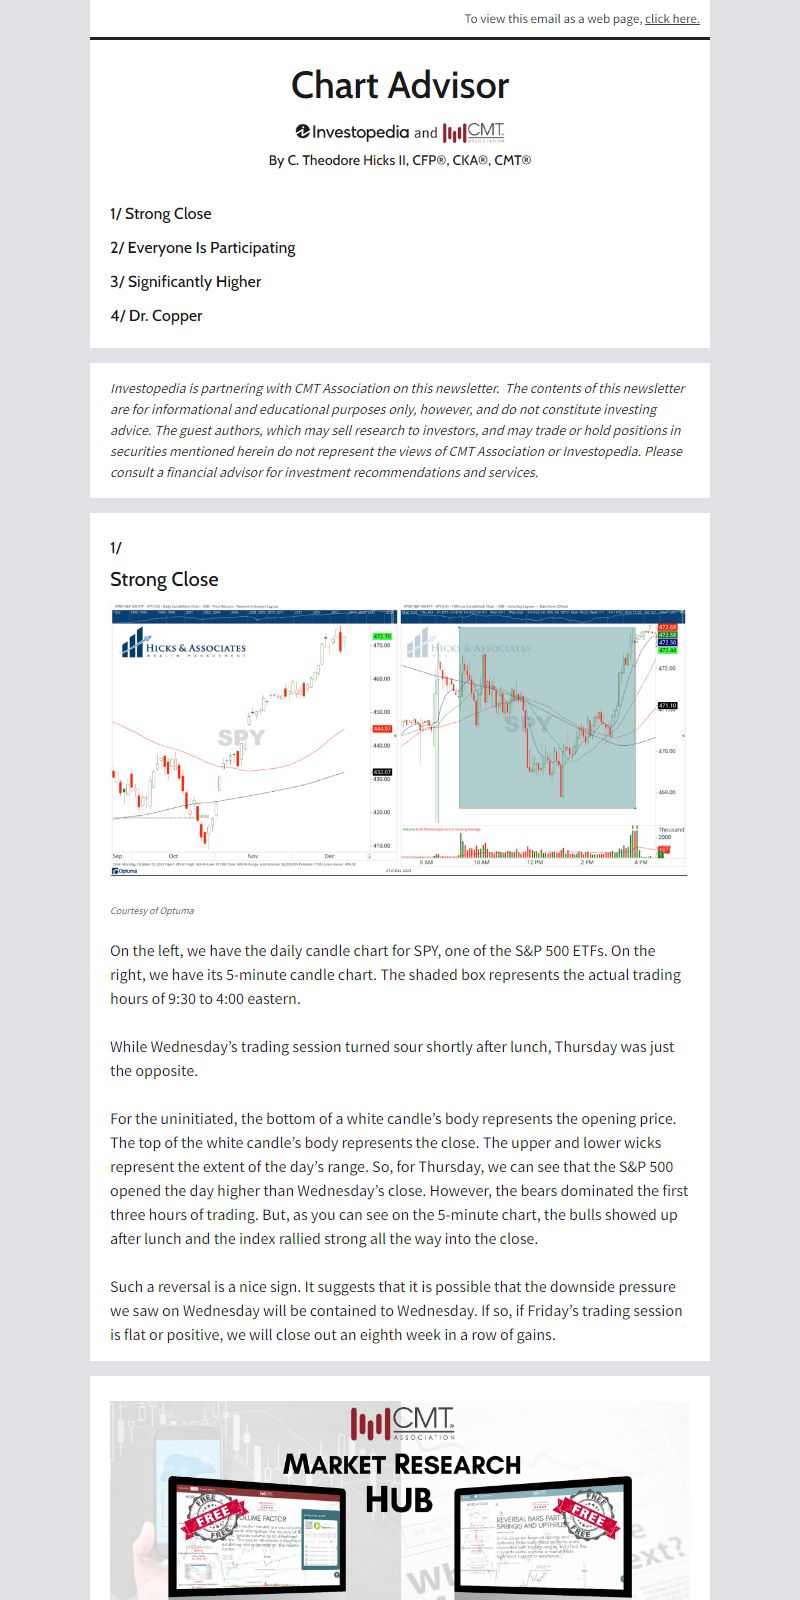 To view this email as a web page, click here.
Chart Advisor
Investopedia and CMT ASSOCIATION
By C. Theodore Hicks II, CFP®, CKA®, CMT®
1/ Strong Close
2/ Everyone Is Participating
3/ Significantly Higher
4/ Dr. Copper
Investopedia is partnering with CMT Association on this newsletter. The contents of this newsletter
are for informational and educational purposes only, however, and do not constitute investing
advice. The guest authors, which may sell research to investors, and may trade or hold positions in
securities mentioned herein do not represent the views of CMT Association or Investopedia. Please
consult a financial advisor for investment recommendations and services.
1/
Strong Close
HICKS & ASSOCIATES
WEALTH MANAGEMENT
SPY
472.70
470.00
460.00
450.00
444.97
440.00
432.07
430.00
420.00
410.00
Sep Oct Nov Dec
Optuma
HICKS & ASSOCIATES
SPY
472.68
472.58
472.50
472.44
472.00
471.10
470.00
469.00
Thousand
2000
8 AM 10 AM 12 PM 2 PM 4 PM
21st Dec 2023
Courtesy of Optuma
On the left, we have the daily candle chart for SPY, one of the S&P 500 ETFs. On the
right, we have its 5-minute candle chart. The shaded box represents the actual trading
hours of 9:30 to 4:00 eastern.
While Wednesday’s trading session turned sour shortly after lunch, Thursday was just
the opposite.
For the uninitiated, the bottom of a white candle’s body represents the opening price.
The top of the white candle’s body represents the close. The upper and lower wicks
represent the extent of the day’s range. So, for Thursday, we can see that the S&P 500
opened the day higher than Wednesday’s close. However, the bears dominated the first
three hours of trading. But, as you can see on the 5-minute chart, the bulls showed up
after lunch and the index rallied strong all the way into the close.
Such a reversal is a nice sign. It suggests that it is possible that the downside pressure
we saw on Wednesday will be contained to Wednesday. If so, if Friday’s trading session
is flat or positive, we will close out an eighth week in a row of gains.
CMT®
ASSOCIATION
MARKET RESEARCH
HUB
FREE
FREE
FREE
VOLUME FACTOR
REVERSAL BARS PART
SPRINGS AND UPTHRU
FREE
FREE
FREE
Wh
ext?